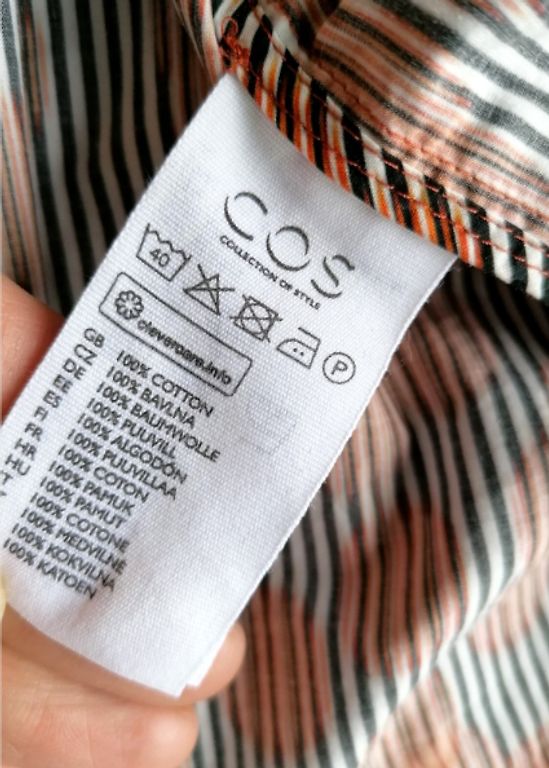 COS
COLLECTION OF STYLE
40
P
clevercare.info
GB 100% COTTON
CZ 100% BAVLNA
DE 100% BAUMWOLLE
EE 100% PUUVILL
ES 100% ALGODÓN
FI 100% PUUVILLAA
FR 100% COTON
HR 100% PAMUK
HU 100% PAMUT
IT 100% COTONE
100% MEDVILNĖ
100% KOKVILNA
100% KATOEN